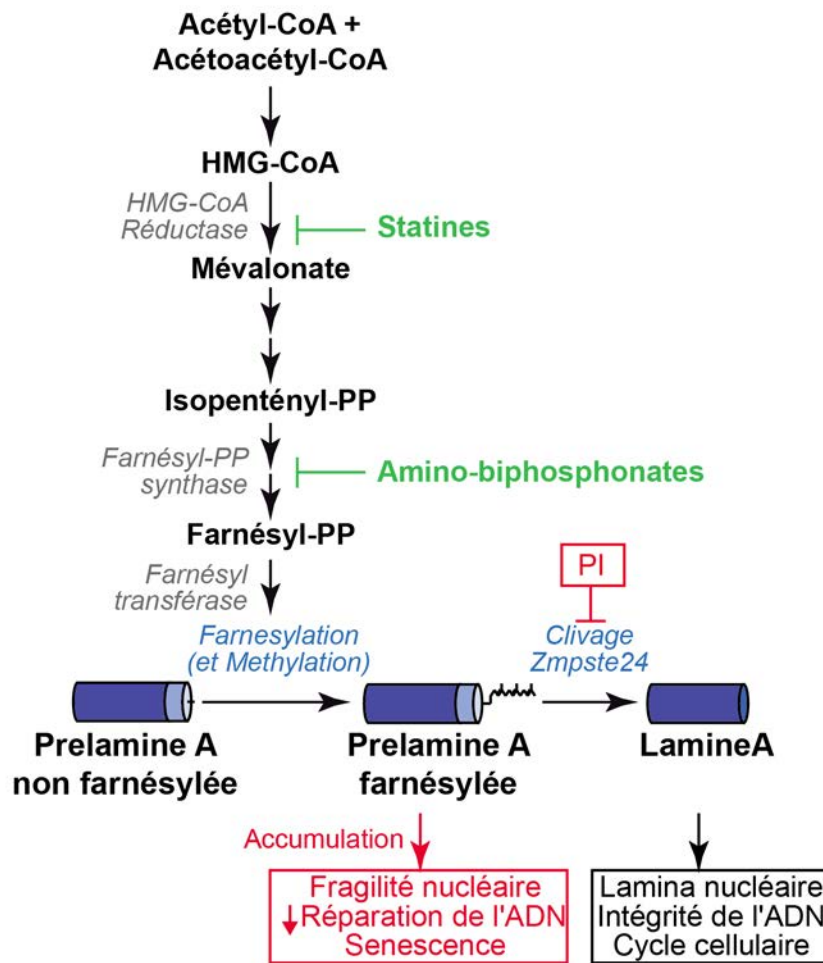 Acétyl-CoA +
Acétoacétyl-CoA
HMG-CoA
HMG-CoA
Réductase
Statines
Mévalonate
Isopentényl-PP
Farnésyl-PP
synthase
Amino-biphosphonates
Farnésyl-PP
Farnésyl
transférase
PI
Farnesylation
(et Methylation)
Clivage
Zmpste24
Prelamine A
non farnésylée
Prelamine A
farnésylée
LamineA
Accumulation
Fragilité nucléaire
Réparation de l'ADN
Senescence
Lamina nucléaire
Intégrité de l'ADN
Cycle cellulaire